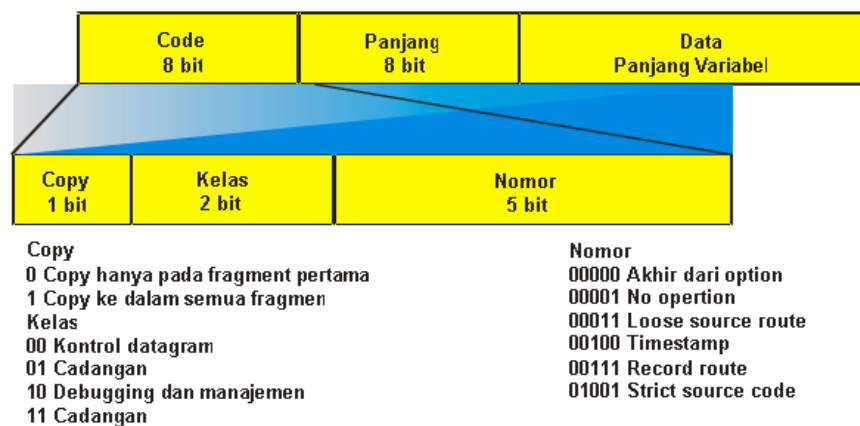 Code
8 bit
Panjang
8 bit
Data
Panjang Variabel
Copy
1 bit
Kelas
2 bit
Nomor
5 bit
Copy
0 Copy hanya pada fragment pertama
1 Copy ke dalam semua fragmen
Kelas
00 Kontrol datagram
01 Cadangan
10 Debugging dan manajemen
11 Cadangan
Nomor
00000 Akhir dari option
00001 No opertion
00011 Loose source route
00100 Timestamp
00111 Record route
01001 Strict source code